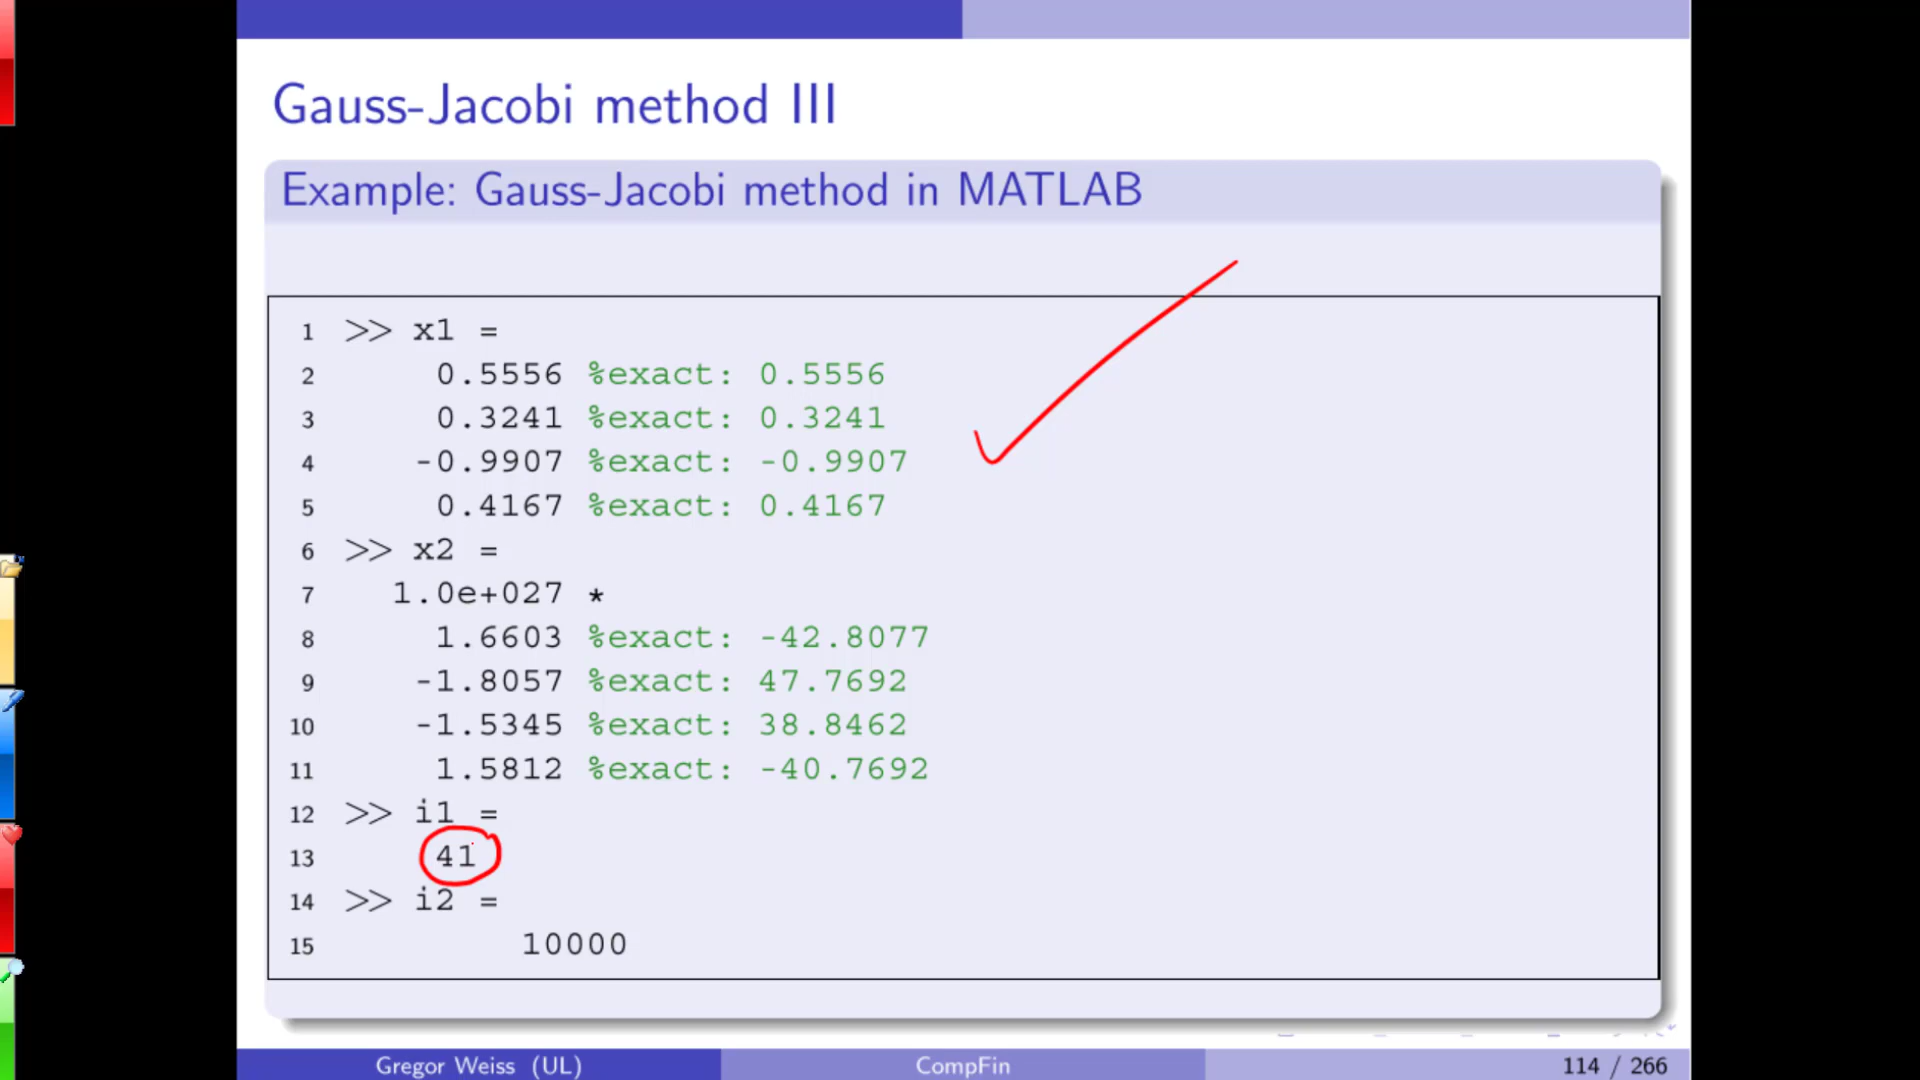 Gauss-Jacobi method III
Example: Gauss-Jacobi method in MATLAB
1 >> x1 =
2 0.5556 %exact: 0.5556
3 0.3241 %exact: 0.3241
4 -0.9907 %exact: -0.9907
5 0.4167 %exact: 0.4167
6 >> x2 =
7 1.0e+027 *
8 1.6603 %exact: -42.8077
9 -1.8057 %exact: 47.7692
10 -1.5345 %exact: 38.8462
11 1.5812 %exact: -40.7692
12 >> i1 =
13 41
14 >> i2 =
15 10000
Gregor Weiss (UL) CompFin 114 / 266